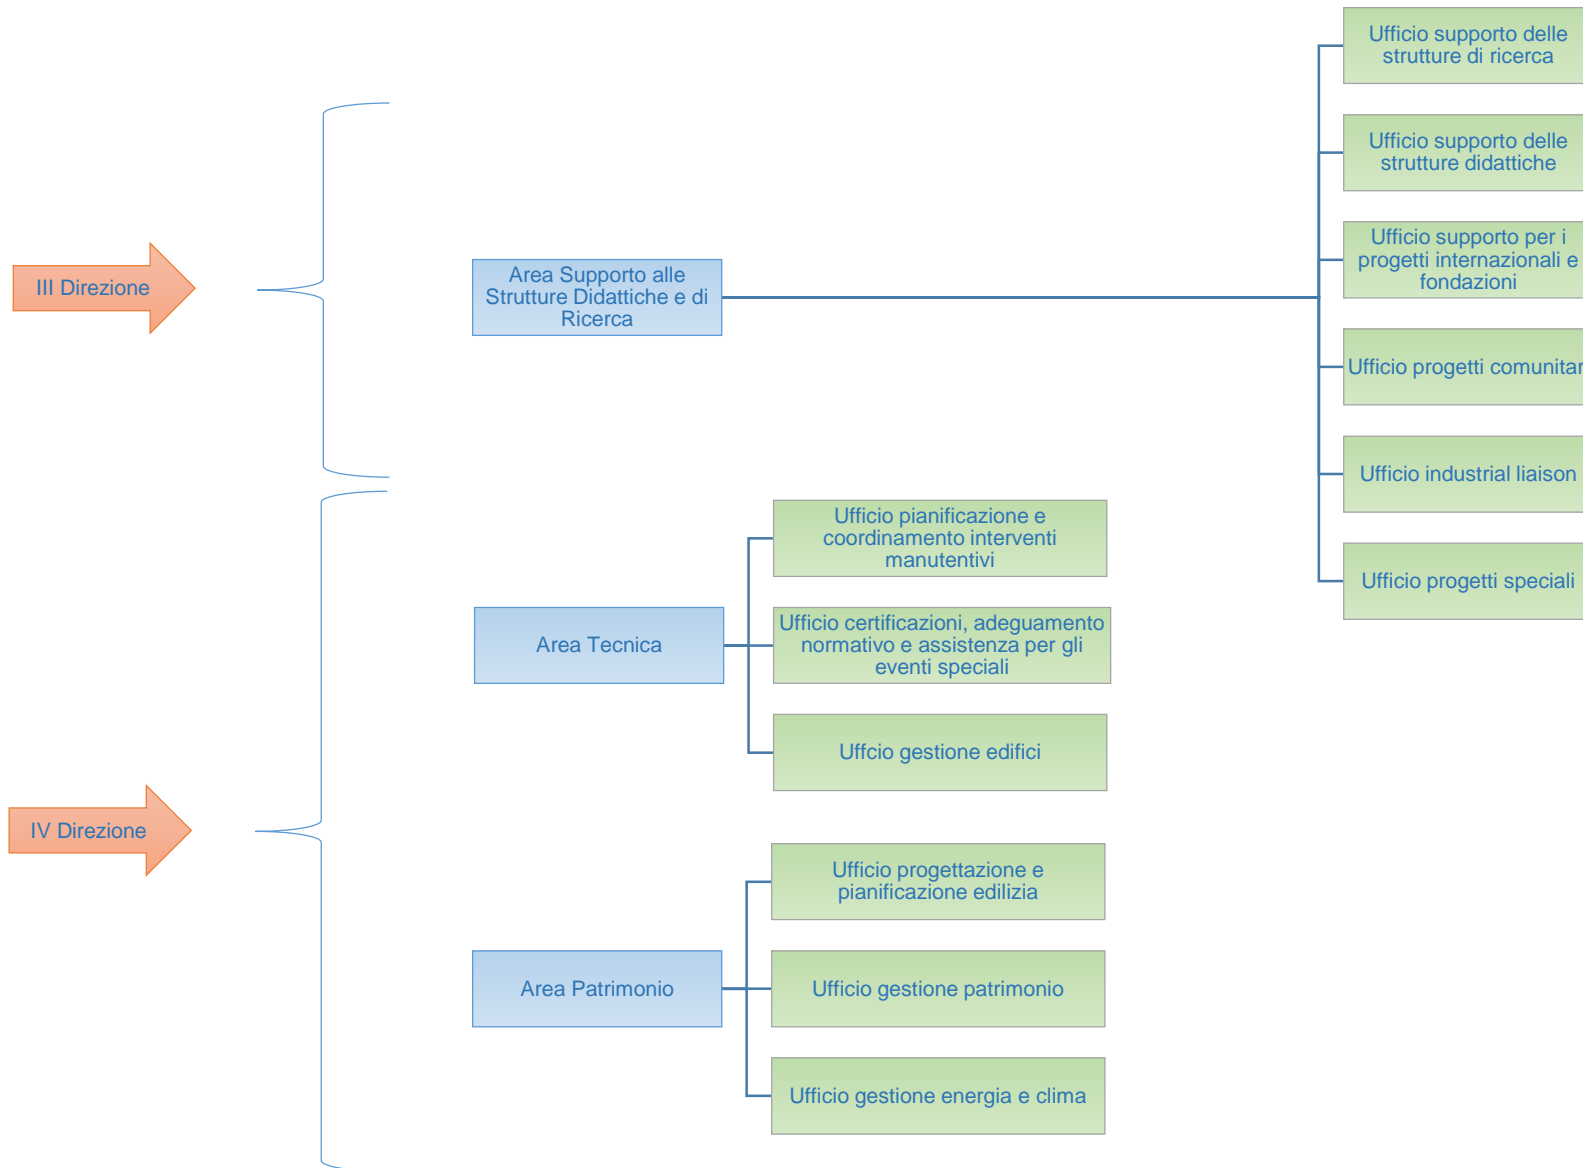 III Direzione
Area Supporto alle
Strutture Didattiche e di
Ricerca
Ufficio supporto delle
strutture di ricerca
Ufficio supporto delle
strutture didattiche
Ufficio supporto per i
progetti internazionali e
fondazioni
Ufficio progetti comunitar
Ufficio industrial liaison
Ufficio progetti speciali
IV Direzione
Area Tecnica
Ufficio pianificazione e
coordinamento interventi
manutentivi
Ufficio certificazioni, adeguamento
normativo e assistenza per gli
eventi speciali
Uffcio gestione edifici
Area Patrimonio
Ufficio progettazione e
pianificazione edilizia
Ufficio gestione patrimonio
Ufficio gestione energia e clima